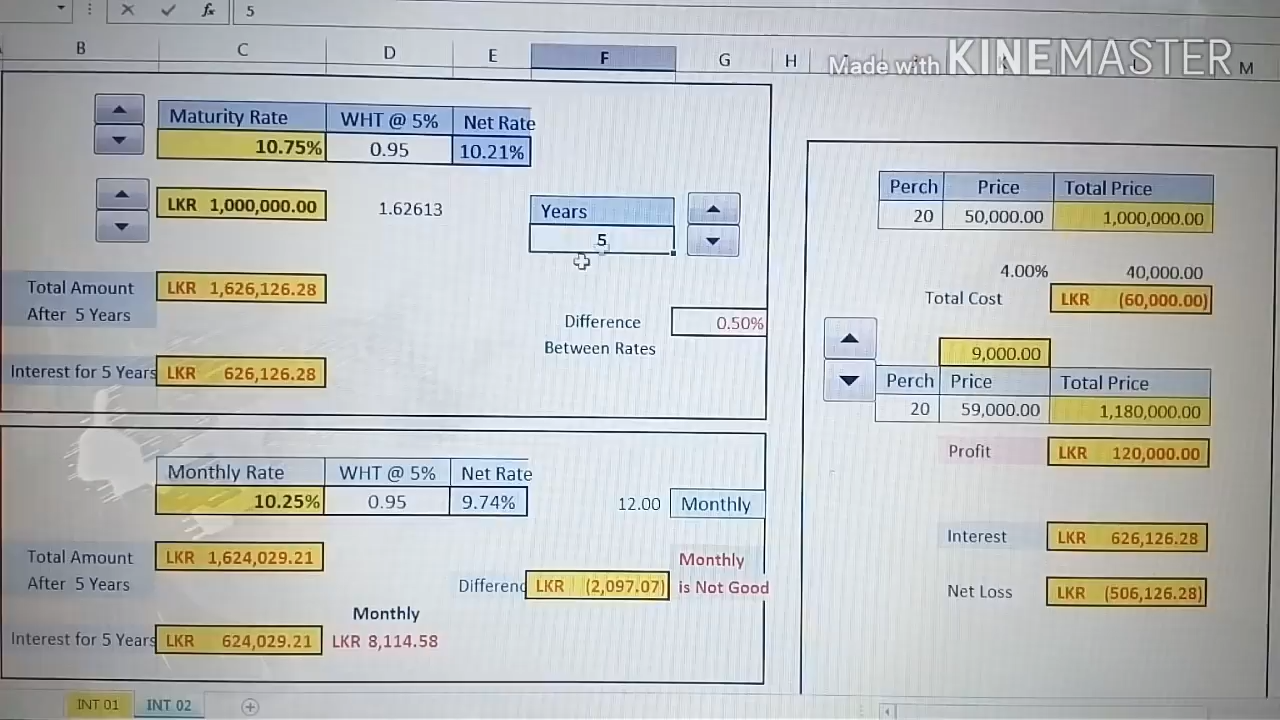 fx 5
B C D E F G H M
Made with KINEMASTER
Maturity Rate WHT @ 5% Net Rate
10.75% 0.95 10.21%
LKR 1,000,000.00 1.62613
Years
5
Total Amount LKR 1,626,126.28
After 5 Years
Difference 0.50%
Between Rates
Interest for 5 Years LKR 626,126.28
Monthly Rate WHT @ 5% Net Rate
10.25% 0.95 9.74% 12.00 Monthly
Total Amount LKR 1,624,029.21
After 5 Years
Differenc LKR (2,097.07)
Monthly
is Not Good
Monthly
Interest for 5 Years LKR 624,029.21 LKR 8,114.58
Perch Price Total Price
20 50,000.00 1,000,000.00
4.00% 40,000.00
Total Cost LKR (60,000.00)
9,000.00
Perch Price Total Price
20 59,000.00 1,180,000.00
Profit LKR 120,000.00
Interest LKR 626,126.28
Net Loss LKR (506,126.28)
INT 01 INT 02